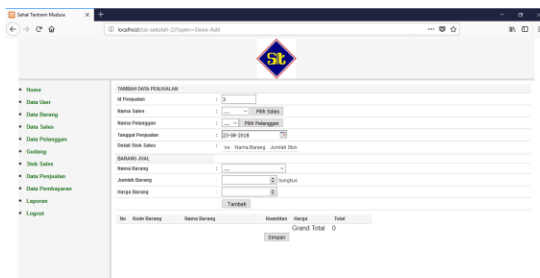 Sehat Tentrem Madura
localhost/cia-sekolah-2/?open=Siswa-Add
St
Home
Data User
Data Barang
Data Sales
Data Pelanggan
Gudang
Stok Sales
Data Penjualan
Data Pembayaran
Laporan
Logout
TAMBAH DATA PENJUALAN
Id Penjualan : 3
Nama Sales : .... Pilih Sales
Nama Pelanggan : .... Pilih Pelanggan
Tanggal Penjualan : 23-08-2018
Detail Stok Sales : no Nama Barang Jumlah Stok
BARANG JUAL
Nama Barang : ....
Jumlah Barang : bungkus
Harga Barang :
Tambah
No Kode Barang Nama Barang Kuantitas Harga Total
Grand Total 0
Simpan